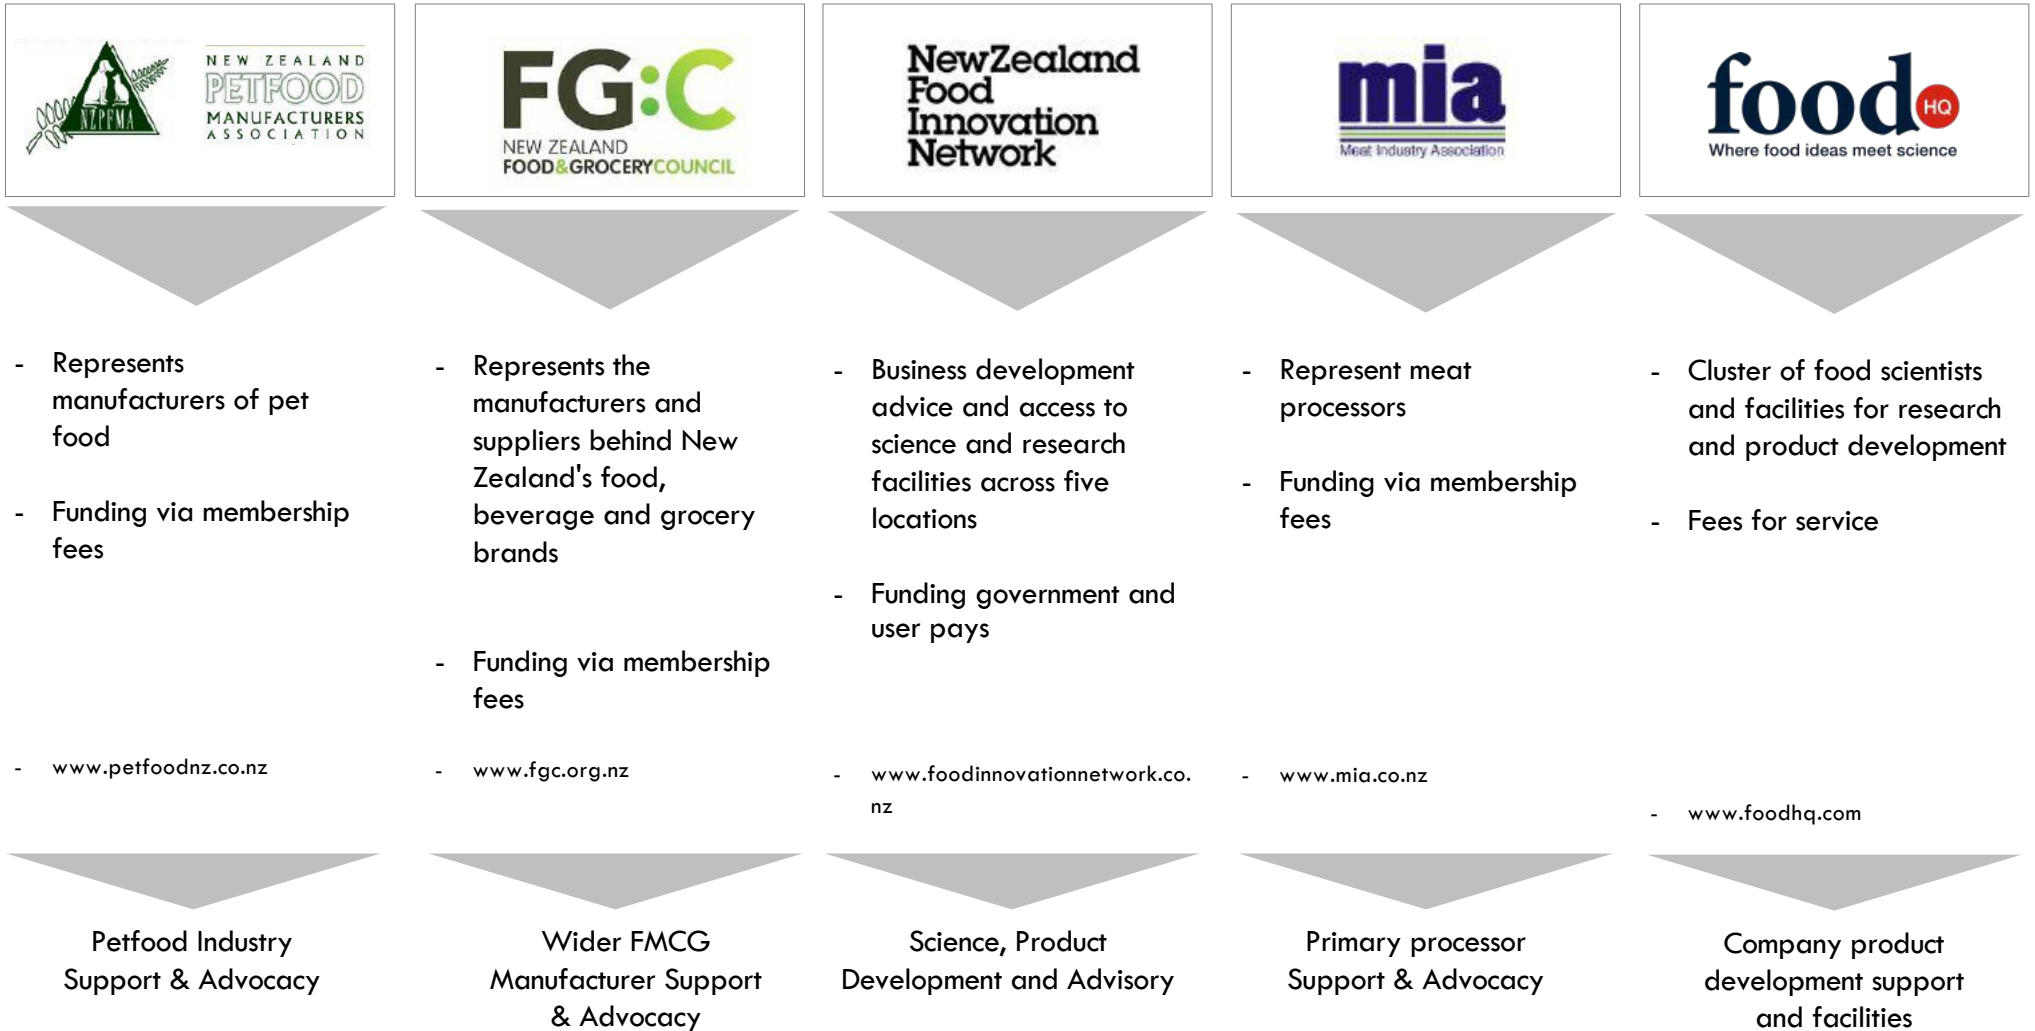 NZPFMA
NEW ZEALAND
PETFOOD
MANUFACTURERS
ASSOCIATION
FG:C
NEW ZEALAND
FOOD&GROCERYCOUNCIL
NewZealand
Food
Innovation
Network
mia
Meat Industry Association
food HQ
Where food ideas meet science
- Represents
manufacturers of pet
food
- Funding via membership
fees
- www.petfoodnz.co.nz
- Represents the
manufacturers and
suppliers behind New
Zealand's food,
beverage and grocery
brands
- Funding via membership
fees
- www.fgc.org.nz
- Business development
advice and access to
science and research
facilities across five
locations
- Funding government and
user pays
- www.foodinnovationnetwork.co.
nz
- Represent meat
processors
- Funding via membership
fees
- www.mia.co.nz
- Cluster of food scientists
and facilities for research
and product development
- Fees for service
- www.foodhq.com
Petfood Industry
Support & Advocacy
Wider FMCG
Manufacturer Support
& Advocacy
Science, Product
Development and Advisory
Primary processor
Support & Advocacy
Company product
development support
and facilities